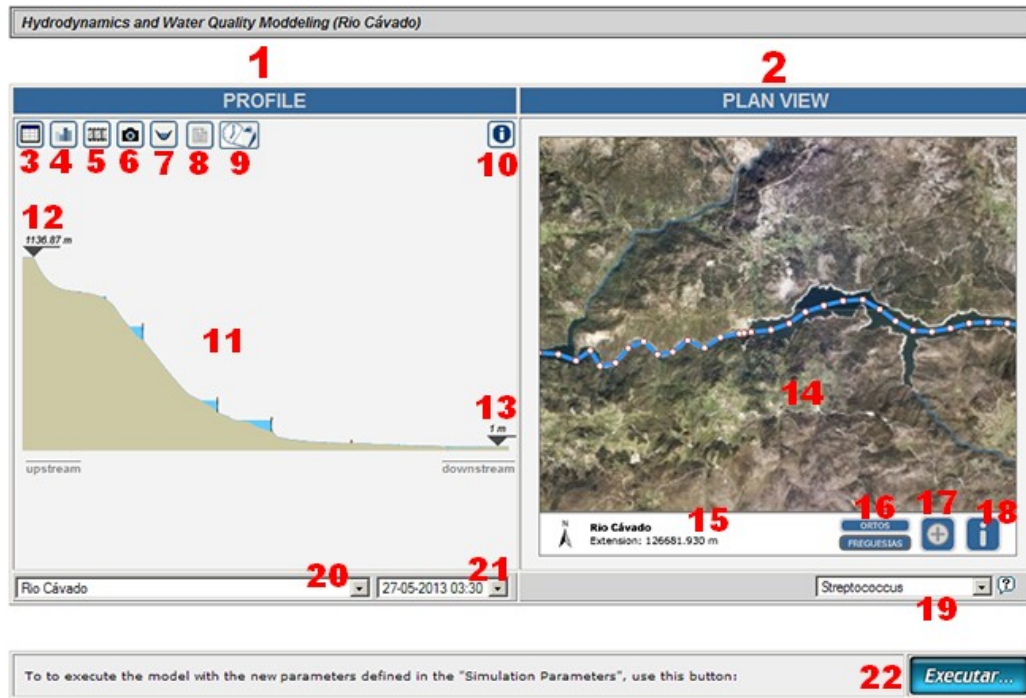 Hydrodynamics and Water Quality Moddeling (Rio Cávado)
1 2
PROFILE PLAN VIEW
3 4 5 6 7 8 9 10
12
1136.87 m
11
13
1 m
14
upstream downstream
16 17 18
N Rio Cávado 15 ORTOS
Extension: 126681.930 m FREGUESIAS
20 21
Rio Cávado 27-05-2013 03:30 Streptococcus
19
To to execute the model with the new parameters defined in the "Simulation Parameters", use this button: 22 Executar...